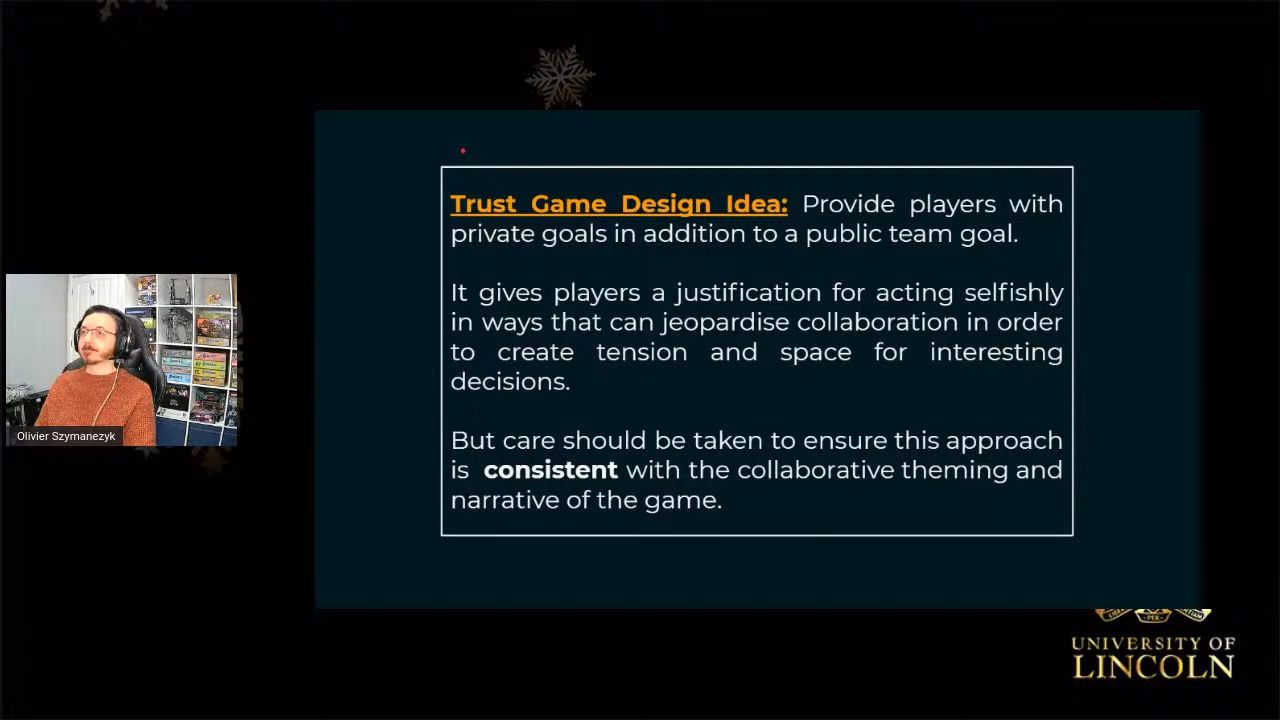 Trust Game Design Idea: Provide players with
private goals in addition to a public team goal.
It gives players a justification for acting selfishly
in ways that can jeopardise collaboration in order
to create tension and space for interesting
decisions.
But care should be taken to ensure this approach
is consistent with the collaborative theming and
narrative of the game.
Olivier Szymanezyk
UNIVERSITY OF
LINCOLN